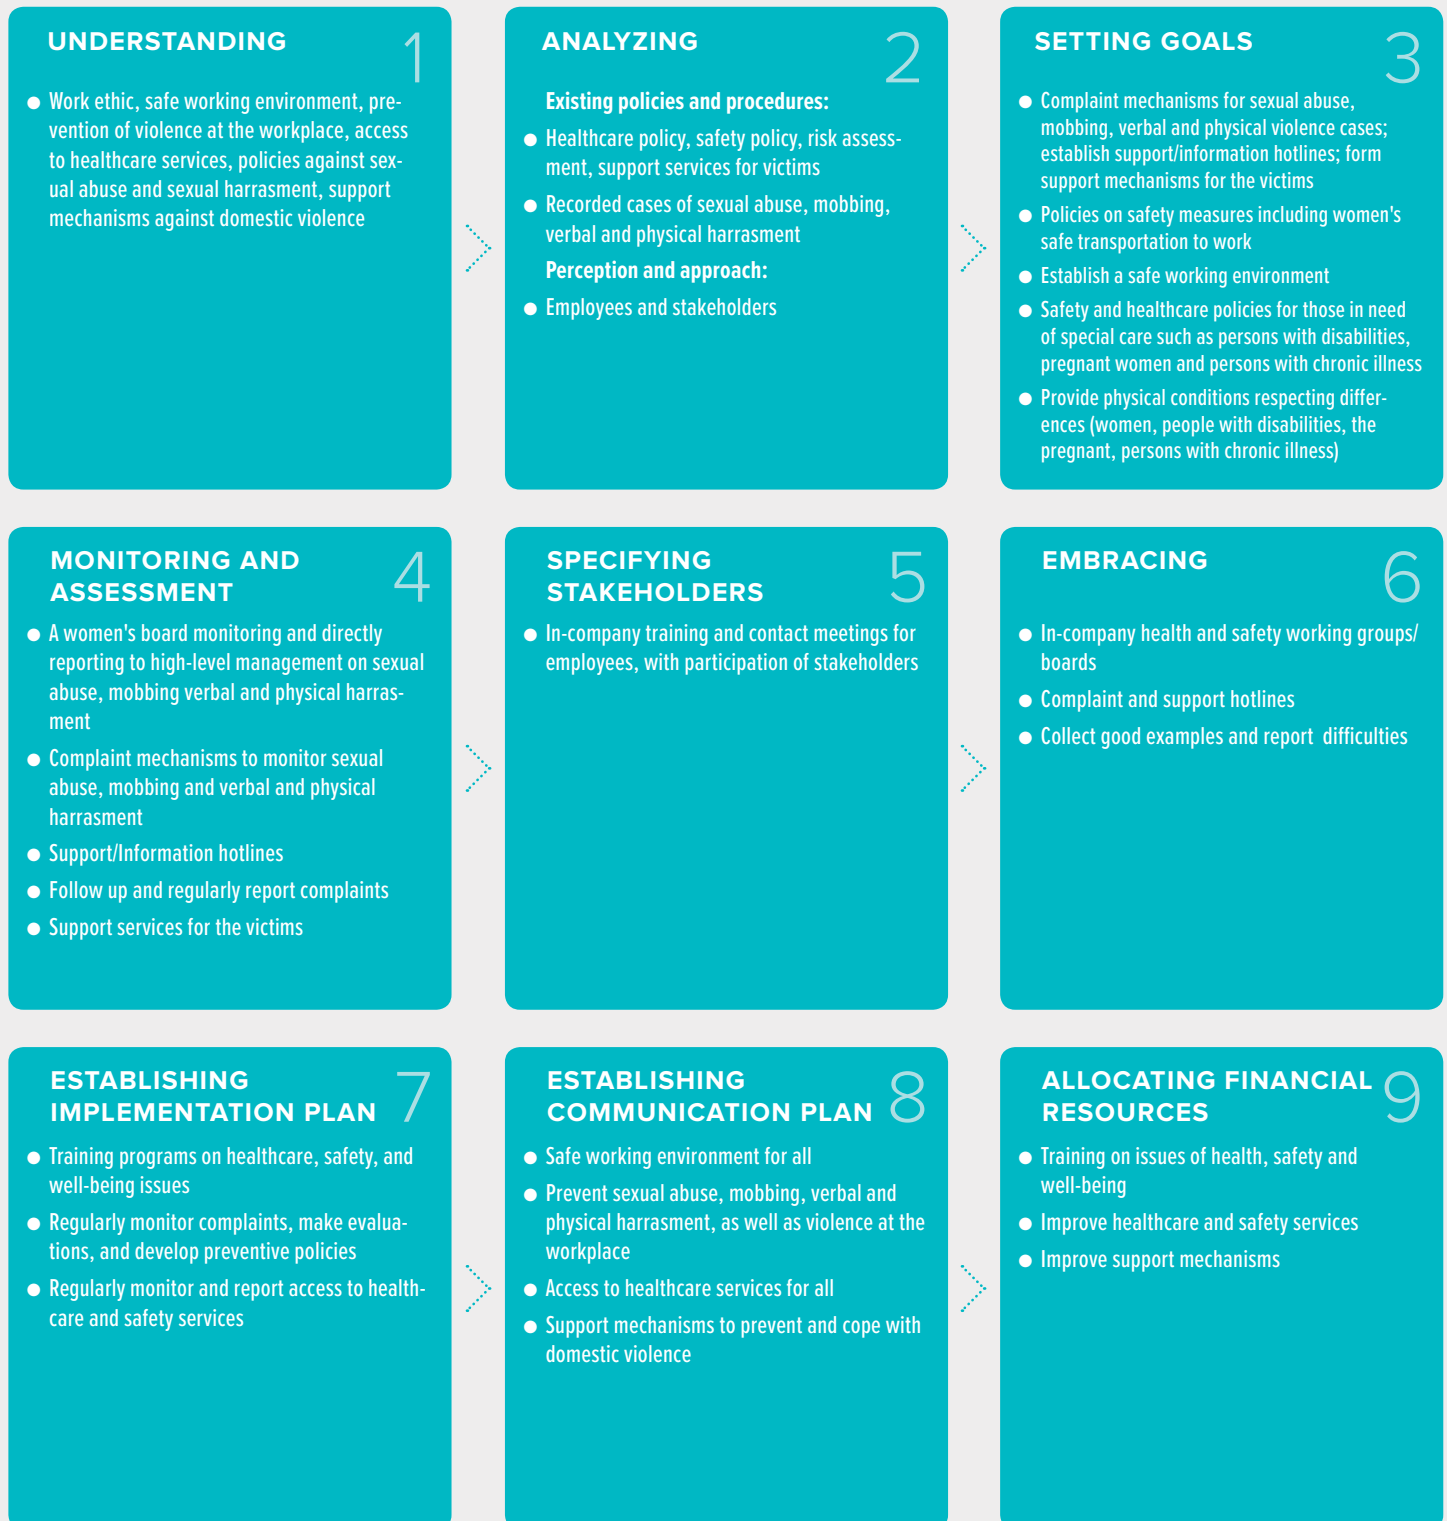 UNDERSTANDING
1
● Work ethic, safe working environment, pre-
vention of violence at the workplace, access
to healthcare services, policies against sex-
ual abuse and sexual harrasment, support
mechanisms against domestic violence
ANALYZING
2
Existing policies and procedures:
● Healthcare policy, safety policy, risk assess-
ment, support services for victims
● Recorded cases of sexual abuse, mobbing,
verbal and physical harrasment
Perception and approach:
● Employees and stakeholders
SETTING GOALS
3
● Complaint mechanisms for sexual abuse,
mobbing, verbal and physical violence cases;
establish support/information hotlines; form
support mechanisms for the victims
● Policies on safety measures including women's
safe transportation to work
● Establish a safe working environment
● Safety and healthcare policies for those in need
of special care such as persons with disabilities,
pregnant women and persons with chronic illness
● Provide physical conditions respecting differ-
ences (women, people with disabilities, the
pregnant, persons with chronic illness)
MONITORING AND
ASSESSMENT
4
● A women's board monitoring and directly
reporting to high-level management on sexual
abuse, mobbing verbal and physical harras-
ment
● Complaint mechanisms to monitor sexual
abuse, mobbing and verbal and physical
harrasment
● Support/Information hotlines
● Follow up and regularly report complaints
● Support services for the victims
SPECIFYING
STAKEHOLDERS
5
● In-company training and contact meetings for
employees, with participation of stakeholders
EMBRACING
6
● In-company health and safety working groups/
boards
● Complaint and support hotlines
● Collect good examples and report difficulties
ESTABLISHING
IMPLEMENTATION PLAN
7
● Training programs on healthcare, safety, and
well-being issues
● Regularly monitor complaints, make evalua-
tions, and develop preventive policies
● Regularly monitor and report access to health-
care and safety services
ESTABLISHING
COMMUNICATION PLAN
8
● Safe working environment for all
● Prevent sexual abuse, mobbing, verbal and
physical harrasment, as well as violence at the
workplace
● Access to healthcare services for all
● Support mechanisms to prevent and cope with
domestic violence
ALLOCATING FINANCIAL
RESOURCES
9
● Training on issues of health, safety and
well-being
● Improve healthcare and safety services
● Improve support mechanisms